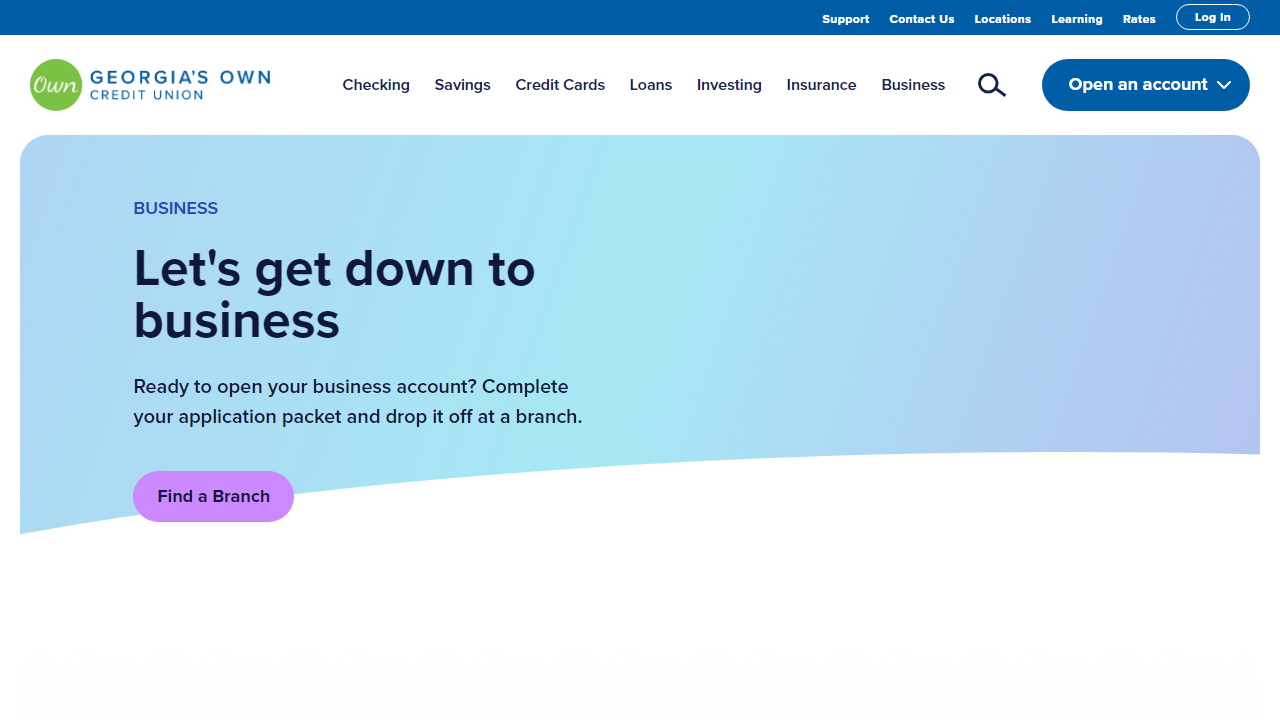 Support Contact Us Locations Learning Rates Log In
Own GEORGIA'S OWN
CREDIT UNION
Checking Savings Credit Cards Loans Investing Insurance Business Open an account
BUSINESS
Let's get down to
business
Ready to open your business account? Complete
your application packet and drop it off at a branch.
Find a Branch